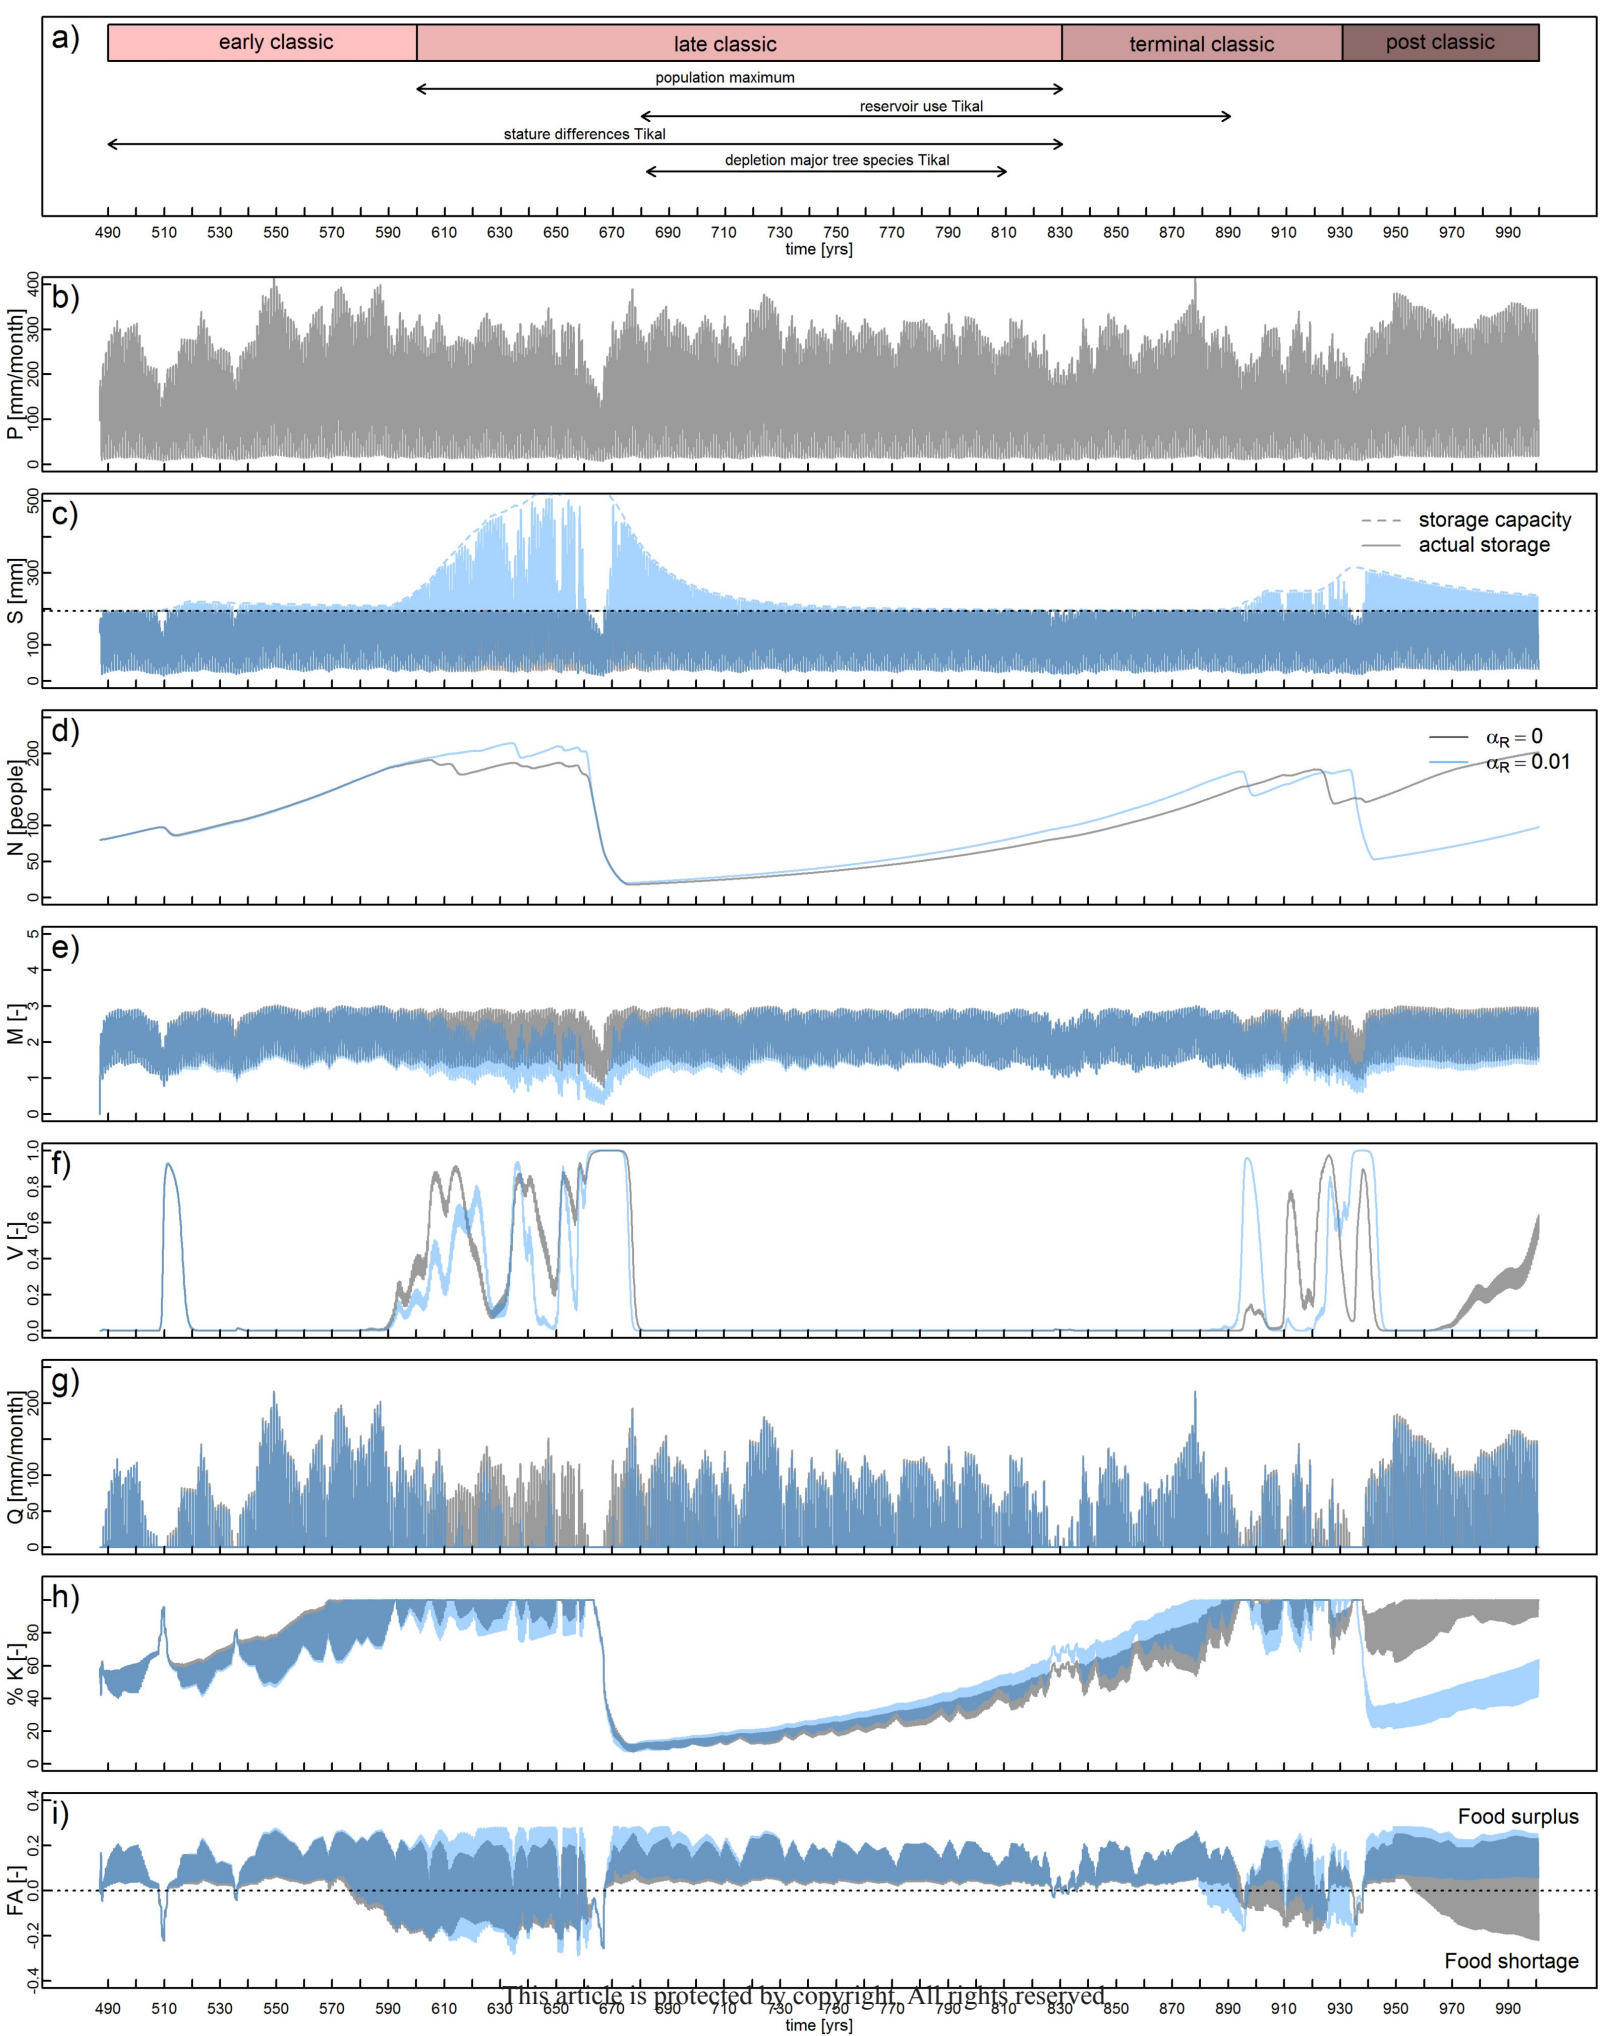 a)
early classic late classic terminal classic post classic
population maximum
reservoir use Tikal
stature differences Tikal
depletion major tree species Tikal
490 510 530 550 570 590 610 630 650 670 690 710 730 750 770 790 810 830 850 870 890 910 930 950 970 990
time [yrs]
b)
P [mm/month]
0 100 200 300 400
c)
S [mm]
0 100 300 500
storage capacity
actual storage
d)
N [people]
0 50 100 200
αR = 0
αR = 0.01
e)
M [-]
0 1 2 3 4 5
f)
V [-]
0.0 0.2 0.4 0.6 0.8 1.0
g)
Q [mm/month]
0 50 100 200
h)
% K [-]
0 20 40 60 80
i)
FA [-]
-0.4 -0.2 0.0 0.2 0.4
Food surplus
Food shortage
This article is protected by copyright. All rights reserved
490 510 530 550 570 590 610 630 650 670 690 710 730 750 770 790 810 830 850 870 890 910 930 950 970 990
time [yrs]